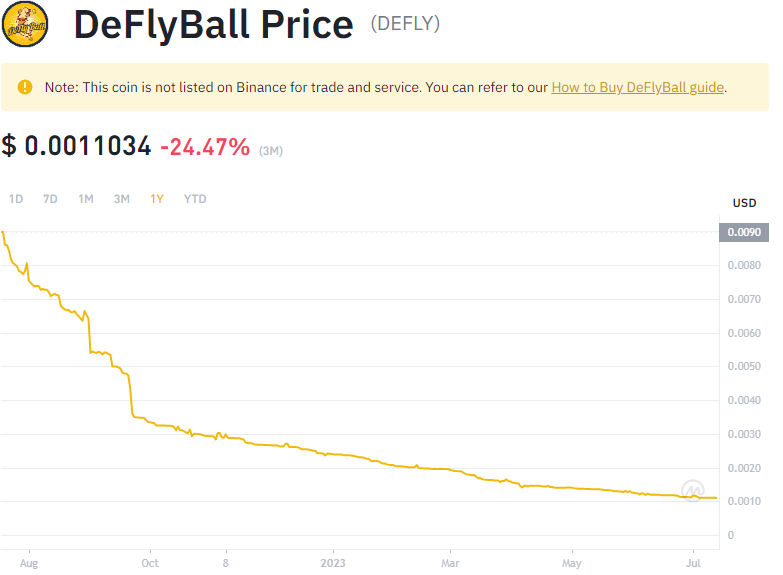 DeFlyBall
DeFlyBall Price (DEFLY)
Note: This coin is not listed on Binance for trade and service. You can refer to our How to Buy DeFlyBall guide.
$ 0.0011034 -24.47% (3M)
1D 7D 1M 3M 1Y YTD
USD
0.0090
0.0080
0.0070
0.0060
0.0050
0.0040
0.0030
0.0020
0.0010
0
Aug Oct 8 2023 Mar May Jul